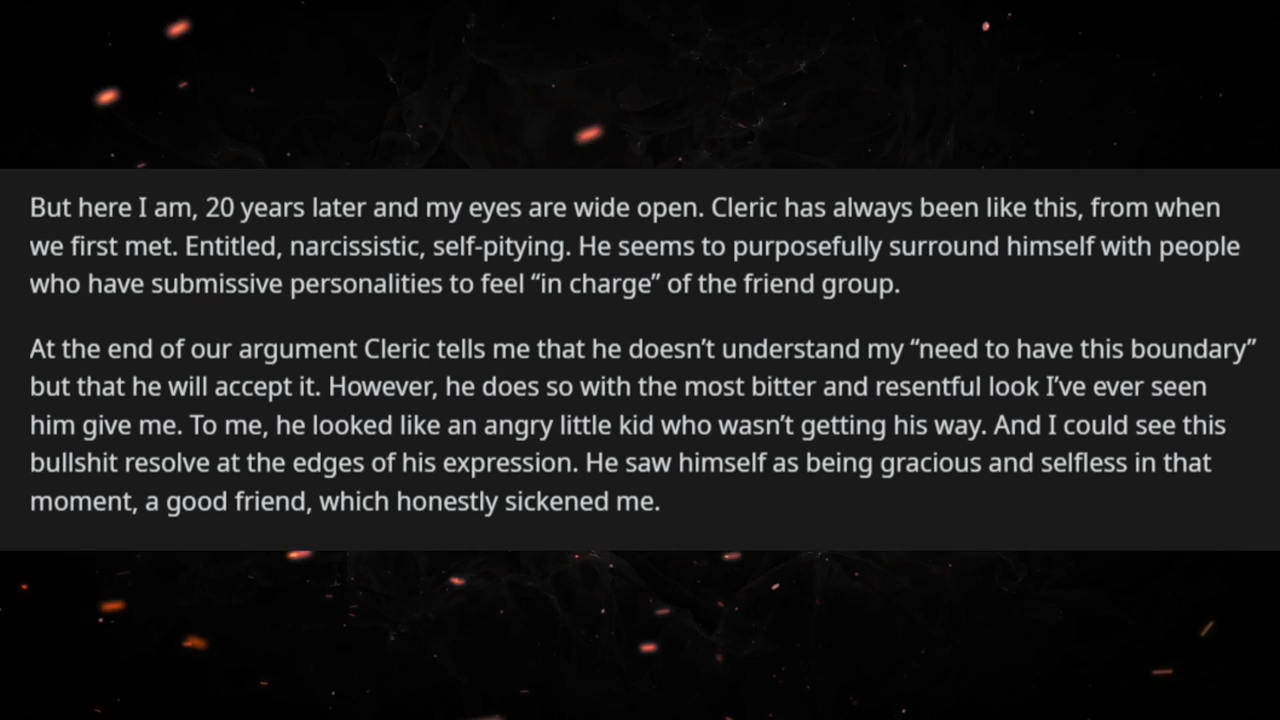 But here I am, 20 years later and my eyes are wide open. Cleric has always been like this, from when
we first met. Entitled, narcissistic, self-pitying. He seems to purposefully surround himself with people
who have submissive personalities to feel “in charge” of the friend group.
At the end of our argument Cleric tells me that he doesn’t understand my “need to have this boundary”
but that he will accept it. However, he does so with the most bitter and resentful look I’ve ever seen
him give me. To me, he looked like an angry little kid who wasn’t getting his way. And I could see this
bullshit resolve at the edges of his expression. He saw himself as being gracious and selfless in that
moment, a good friend, which honestly sickened me.